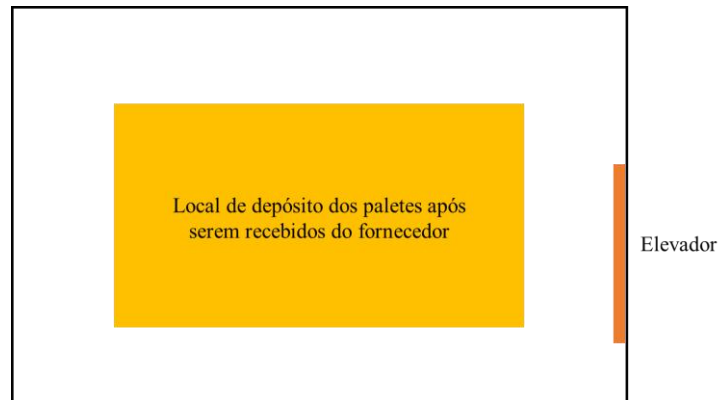 Local de depósito dos paletes após
serem recebidos do fornecedor
Elevador